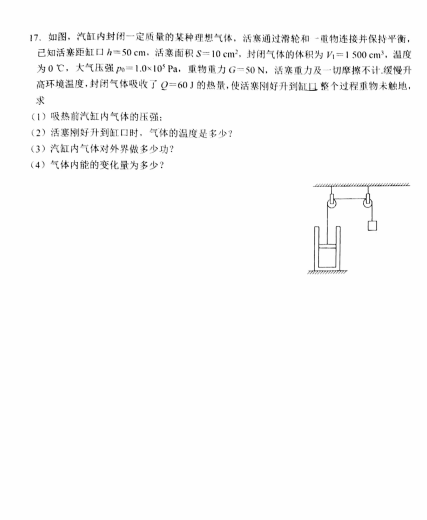 17. 如图，汽缸内封闭一定质量的某种理想气体，活塞通过滑轮和一重物连接并保持平衡，
已知活塞距缸口 h＝50 cm，活塞面积 S＝10 cm²，封闭气体的体积为 V₁＝1 500 cm³，温度
为 0 ℃，大气压强 p₀＝1.0×10⁵ Pa，重物重力 G＝50 N，活塞重力及一切摩擦不计.缓慢升
高环境温度，封闭气体吸收了 Q＝60 J 的热量，使活塞刚好升到缸口.整个过程重物未触地，
求
（1）吸热前汽缸内气体的压强；
（2）活塞刚好升到缸口时，气体的温度是多少？
（3）汽缸内气体对外界做多少功？
（4）气体内能的变化量为多少？